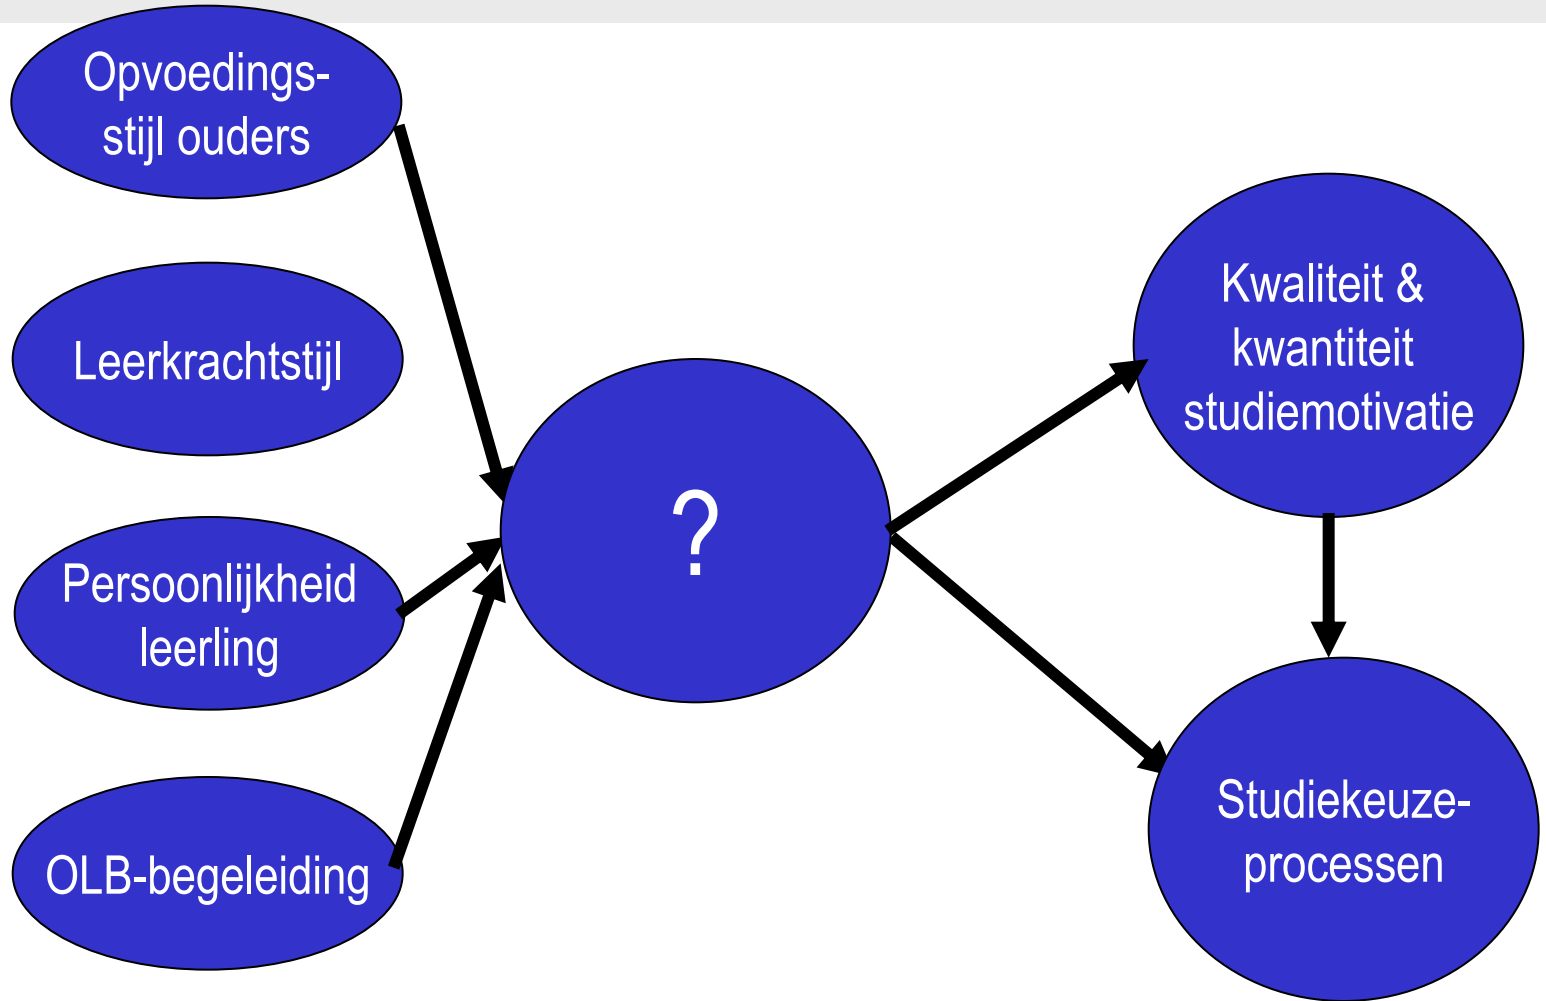 Opvoedings-
stijl ouders
Leerkrachtstijl
Persoonlijkheid
leerling
OLB-begeleiding
?
Kwaliteit &
kwantiteit
studiemotivatie
Studiekeuze-
processen